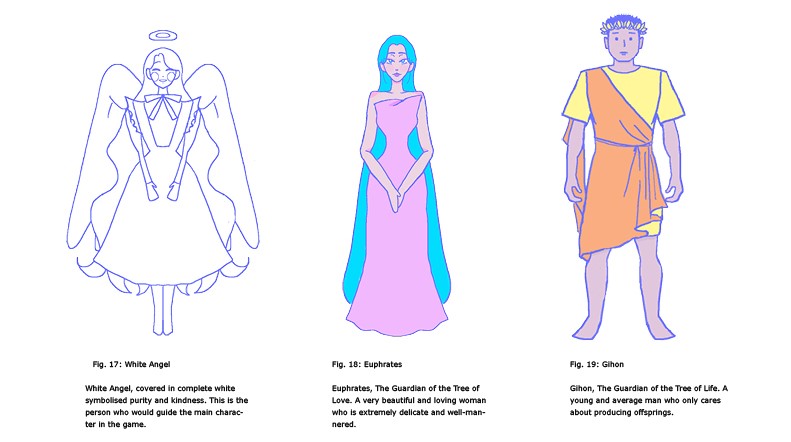 Fig. 17: White Angel
White Angel, covered in complete white
symbolised purity and kindness. This is the
person who would guide the main charac-
ter in the game.
Fig. 18: Euphrates
Euphrates, The Guardian of the Tree of
Love. A very beautiful and loving woman
who is extremely delicate and well-man-
nered.
Fig. 19: Gihon
Gihon, The Guardian of the Tree of Life. A
young and average man who only cares
about producing offsprings.